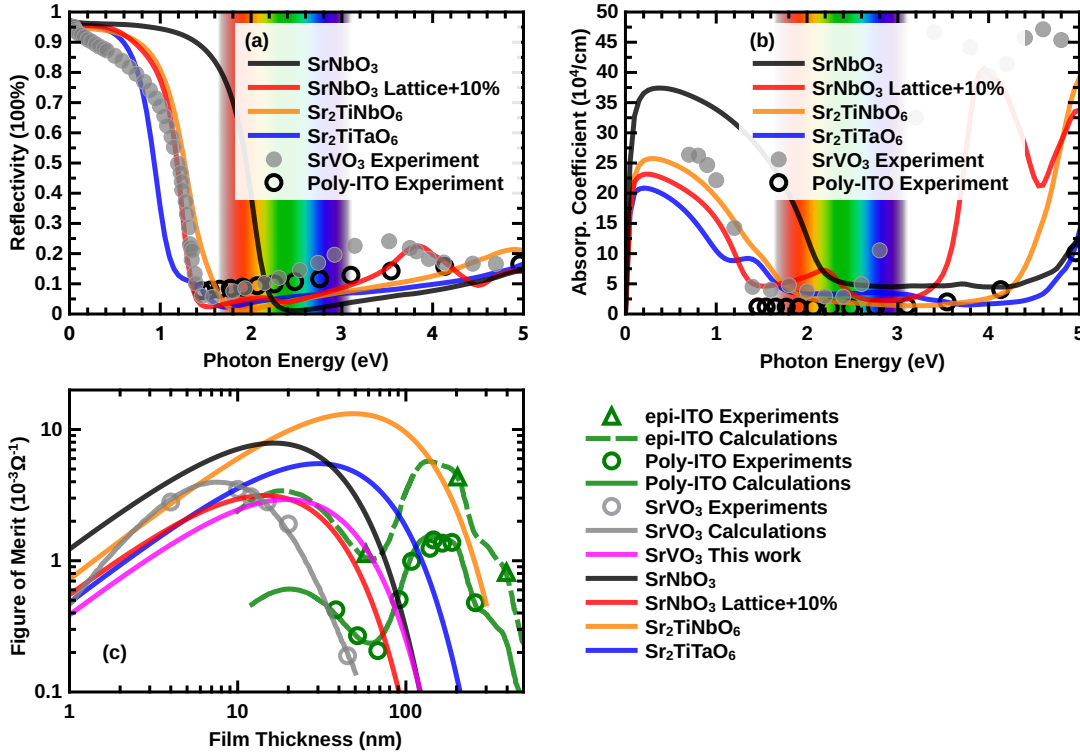 1
0.9
0.8
0.7
0.6
0.5
0.4
0.3
0.2
0.1
0
0 1 2 3 4 5
Reflectivity (100%)
Photon Energy (eV)
(a)
SrNbO₃
SrNbO₃ Lattice+10%
Sr₂TiNbO₆
Sr₂TiTaO₆
SrVO₃ Experiment
Poly-ITO Experiment
50
45
40
35
30
25
20
15
10
5
0
0 1 2 3 4 5
Absorp. Coefficient (10⁴/cm)
Photon Energy (eV)
(b)
SrNbO₃
SrNbO₃ Lattice+10%
Sr₂TiNbO₆
Sr₂TiTaO₆
SrVO₃ Experiment
Poly-ITO Experiment
10
1
0.1
1 10 100
Figure of Merit (10⁻³Ω⁻¹)
Film Thickness (nm)
(c)
epi-ITO Experiments
epi-ITO Calculations
Poly-ITO Experiments
Poly-ITO Calculations
SrVO₃ Experiments
SrVO₃ Calculations
SrVO₃ This work
SrNbO₃
SrNbO₃ Lattice+10%
Sr₂TiNbO₆
Sr₂TiTaO₆